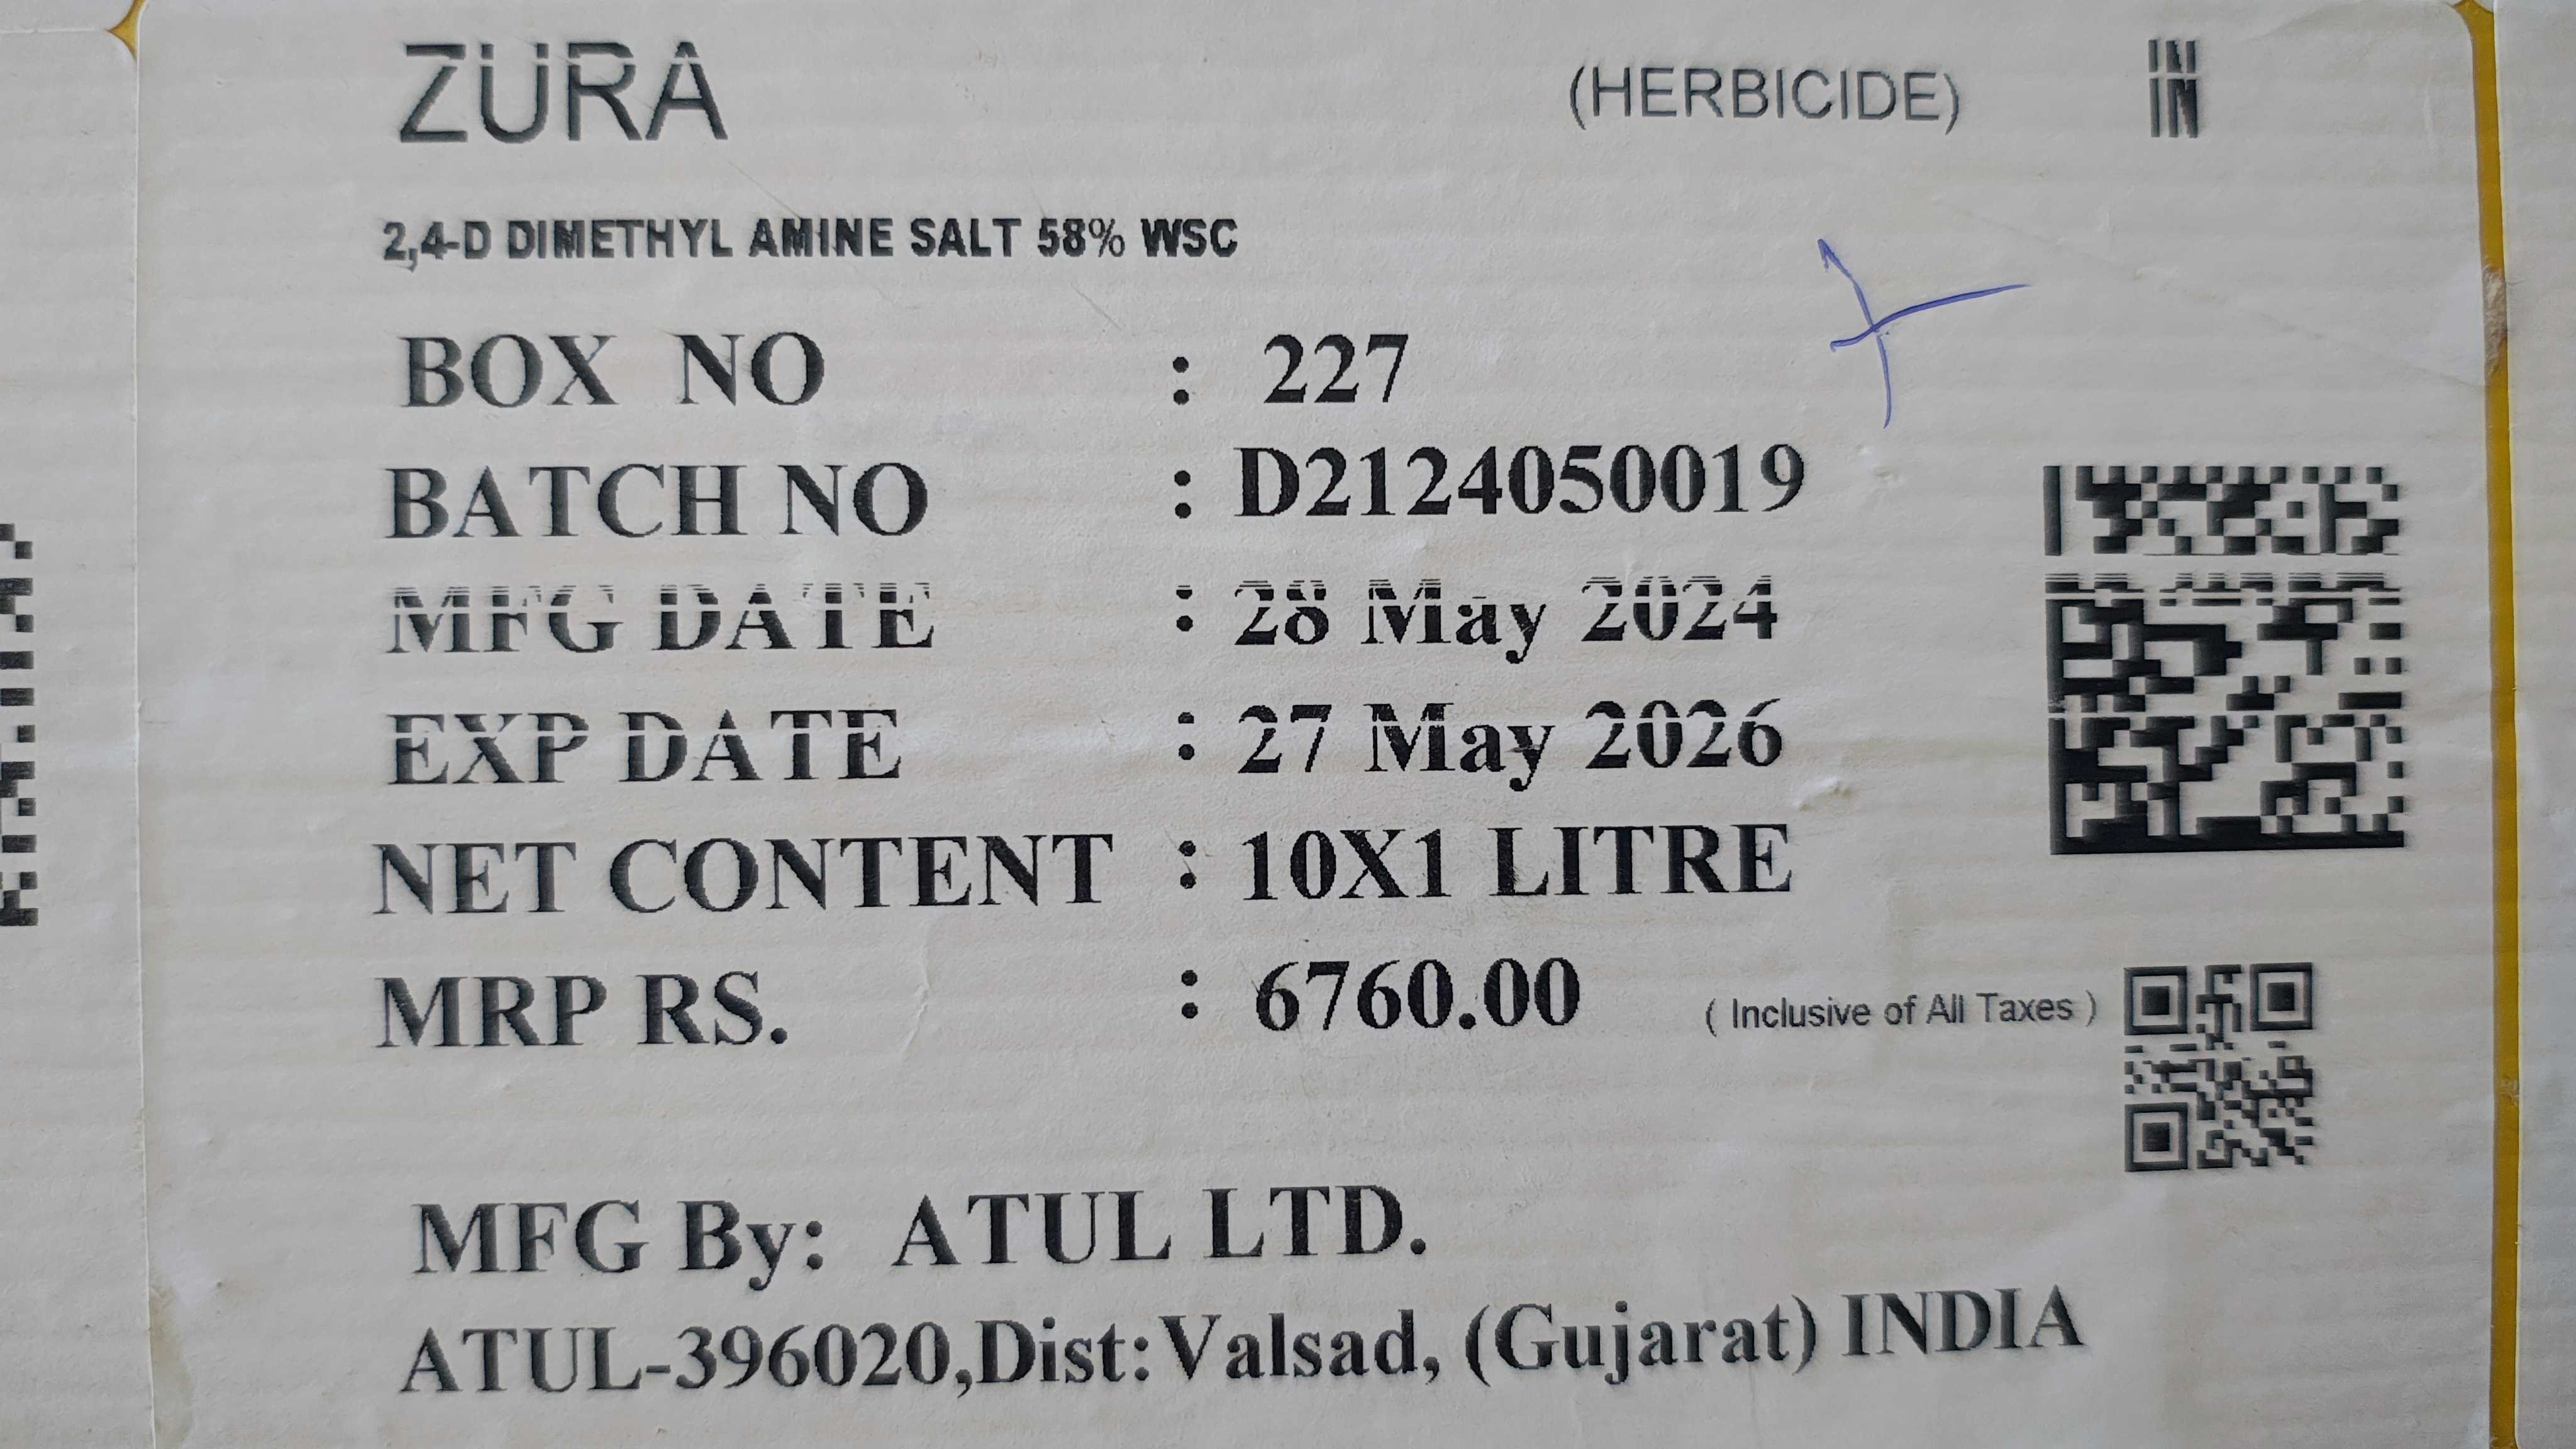 ZURA (HERBICIDE) IN
2,4-D DIMETHYL AMINE SALT 58% WSC
BOX NO : 227
BATCH NO : D2124050019
MFG DATE : 28 May 2024
EXP DATE : 27 May 2026
NET CONTENT : 10X1 LITRE
MRP RS. : 6760.00 ( Inclusive of All Taxes )
MFG By: ATUL LTD.
ATUL-396020,Dist:Valsad, (Gujarat) INDIA